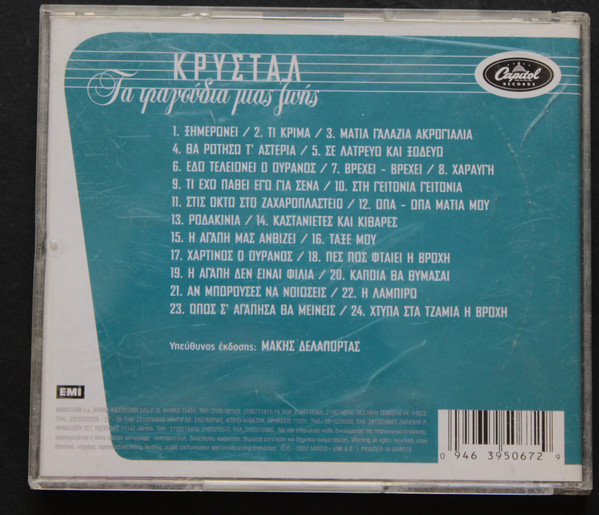 ΚΡΥΣΤΑΛ
Τα τραγούδια μιας ζωής
Capitol
RECORDS
1. ΞΗΜΕΡΩΝΕΙ / 2. ΤΙ ΚΡΙΜΑ / 3. ΜΑΤΙΑ ΓΑΛΑΖΙΑ ΑΚΡΟΓΙΑΛΙΑ
4. ΘΑ ΡΩΤΗΣΩ Τ' ΑΣΤΕΡΙΑ / 5. ΣΕ ΛΑΤΡΕΥΩ ΚΑΙ ΞΟΔΕΥΩ
6. ΕΔΩ ΤΕΛΕΙΩΝΕΙ Ο ΟΥΡΑΝΟΣ / 7. ΒΡΕΧΕΙ - ΒΡΕΧΕΙ / 8. ΧΑΡΑΥΓΗ
9. ΤΙ ΕΧΩ ΠΑΘΕΙ ΕΓΩ ΓΙΑ ΣΕΝΑ / 10. ΣΤΗ ΓΕΙΤΟΝΙΑ ΓΕΙΤΟΝΙΑ
11. ΣΤΙΣ ΟΚΤΩ ΣΤΟ ΖΑΧΑΡΟΠΛΑΣΤΕΙΟ / 12. ΩΠΑ - ΩΠΑ ΜΑΤΙΑ ΜΟΥ
13. ΡΟΔΑΚΙΝΙΑ / 14. ΚΑΣΤΑΝΙΕΤΕΣ ΚΑΙ ΚΙΘΑΡΕΣ
15. Η ΑΓΑΠΗ ΜΑΣ ΑΝΘΙΖΕΙ / 16. ΤΑΞΕ ΜΟΥ
17. ΧΑΡΤΙΝΟΣ Ο ΟΥΡΑΝΟΣ / 18. ΠΕΣ ΠΩΣ ΦΤΑΙΕΙ Η ΒΡΟΧΗ
19. Η ΑΓΑΠΗ ΔΕΝ ΕΙΝΑΙ ΦΙΛΙΑ / 20. ΚΑΠΟΙΑ ΘΑ ΘΥΜΑΣΑΙ
21. ΑΝ ΜΠΟΡΟΥΣΕΣ ΝΑ ΝΟΙΩΣΕΙΣ / 22. Η ΛΑΜΠΙΡΩ
23. ΟΠΩΣ Σ' ΑΓΑΠΗΣΑ ΘΑ ΜΕΙΝΕΙΣ / 24. ΧΤΥΠΑ ΣΤΑ ΤΖΑΜΙΑ Η ΒΡΟΧΗ
Υπεύθυνος έκδοσης: ΜΑΚΗΣ ΔΕΛΑΠΟΡΤΑΣ
EMI
0 946 3950672 9